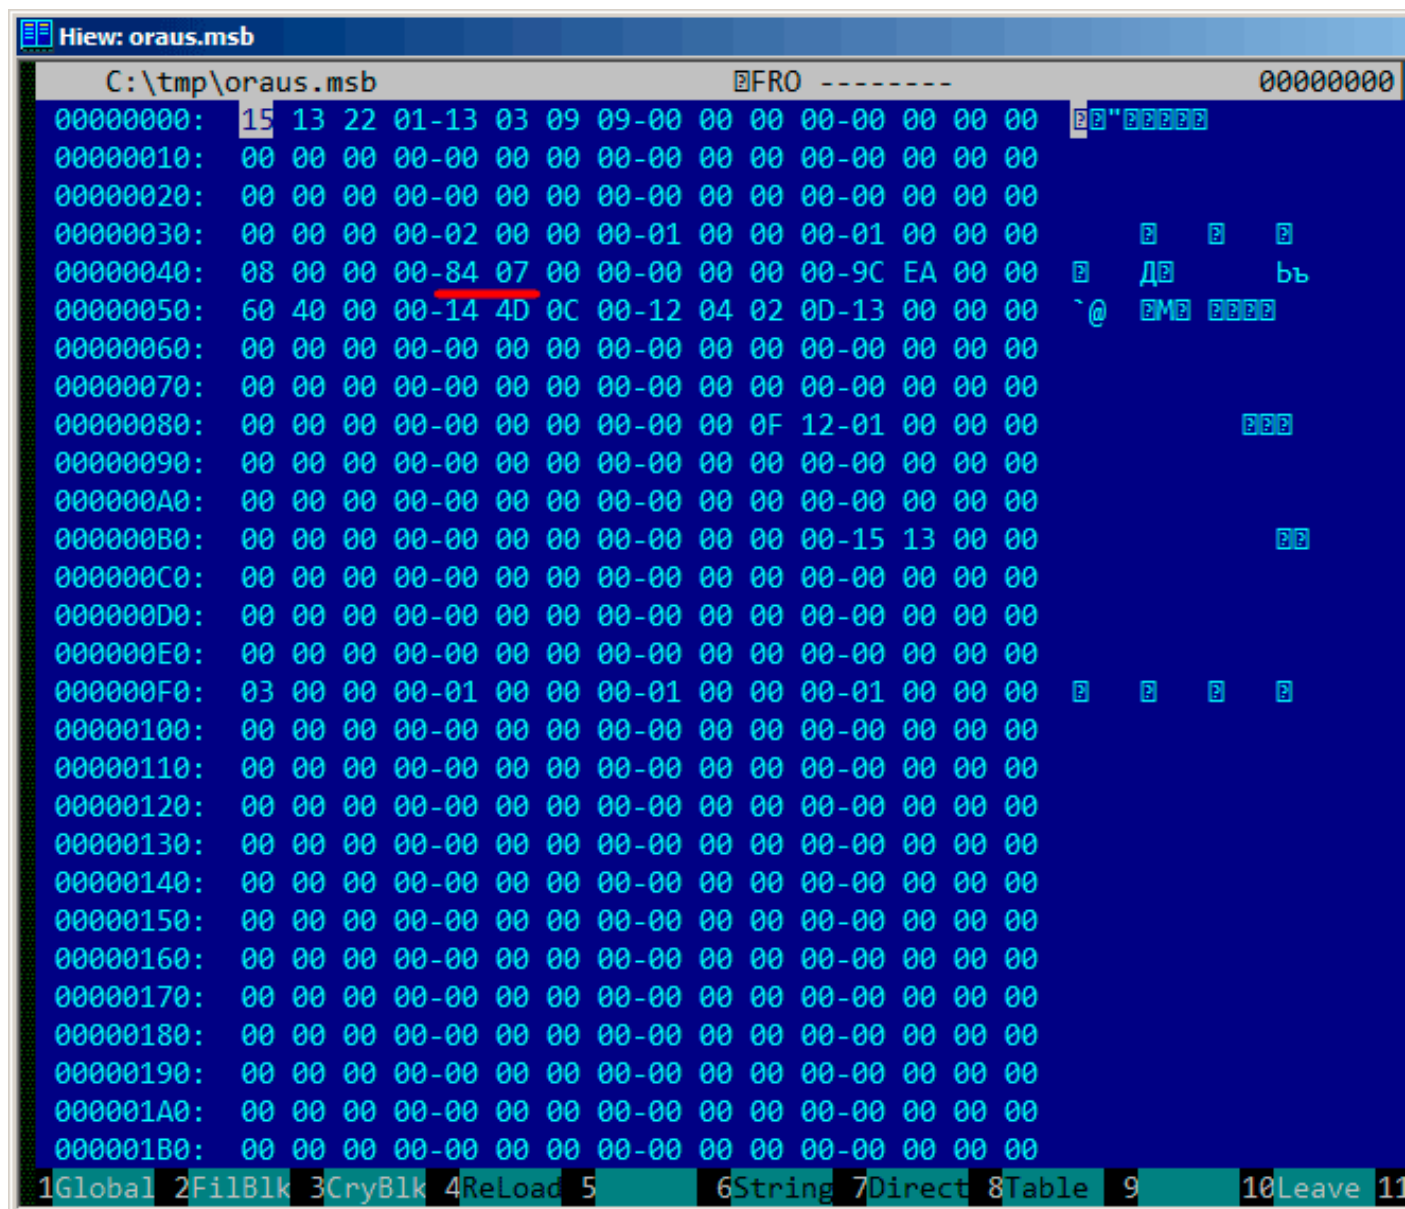 Hiew: oraus.msb
C:\tmp\oraus.msb FRO -------- 00000000
00000000: 15 13 22 01-13 03 09 09-00 00 00 00-00 00 00 00 "
00000010: 00 00 00 00-00 00 00 00-00 00 00 00-00 00 00 00
00000020: 00 00 00 00-00 00 00 00-00 00 00 00-00 00 00 00
00000030: 00 00 00 00-02 00 00 00-01 00 00 00-01 00 00 00
00000040: 08 00 00 00-84 07 00 00-00 00 00 00-9C EA 00 00 Д Ьъ
00000050: 60 40 00 00-14 4D 0C 00-12 04 02 0D-13 00 00 00 `@ M
00000060: 00 00 00 00-00 00 00 00-00 00 00 00-00 00 00 00
00000070: 00 00 00 00-00 00 00 00-00 00 00 00-00 00 00 00
00000080: 00 00 00 00-00 00 00 00-00 00 0F 12-01 00 00 00
00000090: 00 00 00 00-00 00 00 00-00 00 00 00-00 00 00 00
000000A0: 00 00 00 00-00 00 00 00-00 00 00 00-00 00 00 00
000000B0: 00 00 00 00-00 00 00 00-00 00 00 00-15 13 00 00
000000C0: 00 00 00 00-00 00 00 00-00 00 00 00-00 00 00 00
000000D0: 00 00 00 00-00 00 00 00-00 00 00 00-00 00 00 00
000000E0: 00 00 00 00-00 00 00 00-00 00 00 00-00 00 00 00
000000F0: 03 00 00 00-01 00 00 00-01 00 00 00-01 00 00 00
00000100: 00 00 00 00-00 00 00 00-00 00 00 00-00 00 00 00
00000110: 00 00 00 00-00 00 00 00-00 00 00 00-00 00 00 00
00000120: 00 00 00 00-00 00 00 00-00 00 00 00-00 00 00 00
00000130: 00 00 00 00-00 00 00 00-00 00 00 00-00 00 00 00
00000140: 00 00 00 00-00 00 00 00-00 00 00 00-00 00 00 00
00000150: 00 00 00 00-00 00 00 00-00 00 00 00-00 00 00 00
00000160: 00 00 00 00-00 00 00 00-00 00 00 00-00 00 00 00
00000170: 00 00 00 00-00 00 00 00-00 00 00 00-00 00 00 00
00000180: 00 00 00 00-00 00 00 00-00 00 00 00-00 00 00 00
00000190: 00 00 00 00-00 00 00 00-00 00 00 00-00 00 00 00
000001A0: 00 00 00 00-00 00 00 00-00 00 00 00-00 00 00 00
000001B0: 00 00 00 00-00 00 00 00-00 00 00 00-00 00 00 00
1Global 2FilBlk 3CryBlk 4ReLoad 5 6String 7Direct 8Table 9 10Leave 11